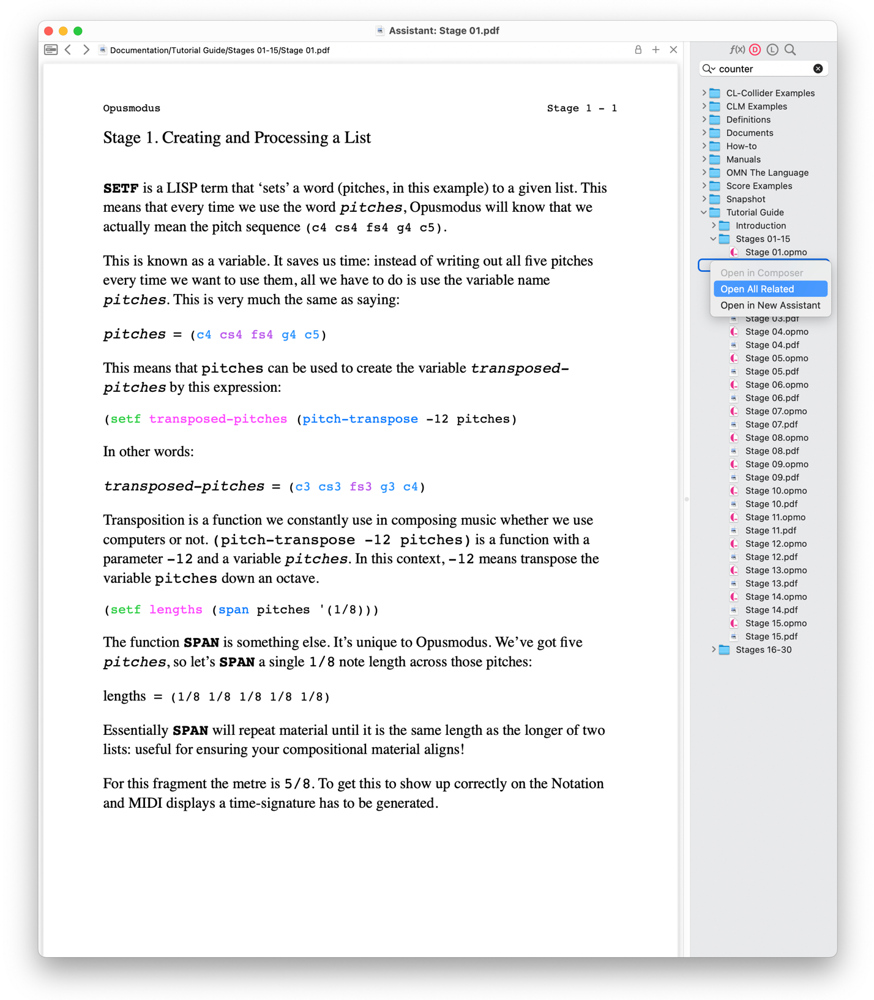 Assistant: Stage 01.pdf
Documentation/Tutorial Guide/Stages 01-15/Stage 01.pdf
Opusmodus
Stage 1 - 1
Stage 1. Creating and Processing a List
SETF is a LISP term that ‘sets’ a word (pitches, in this example) to a given list. This
means that every time we use the word pitches, Opusmodus will know that we
actually mean the pitch sequence (c4 cs4 fs4 g4 c5).
This is known as a variable. It saves us time: instead of writing out all five pitches
every time we want to use them, all we have to do is use the variable name
pitches. This is very much the same as saying:
pitches = (c4 cs4 fs4 g4 c5)
This means that pitches can be used to create the variable transposed-
pitches by this expression:
(setf transposed-pitches (pitch-transpose -12 pitches)
In other words:
transposed-pitches = (c3 cs3 fs3 g3 c4)
Transposition is a function we constantly use in composing music whether we use
computers or not. (pitch-transpose -12 pitches) is a function with a
parameter -12 and a variable pitches. In this context, -12 means transpose the
variable pitches down an octave.
(setf lengths (span pitches '(1/8)))
The function SPAN is something else. It’s unique to Opusmodus. We’ve got five
pitches, so let’s SPAN a single 1/8 note length across those pitches:
lengths = (1/8 1/8 1/8 1/8 1/8)
Essentially SPAN will repeat material until it is the same length as the longer of two
lists: useful for ensuring your compositional material aligns!
For this fragment the metre is 5/8. To get this to show up correctly on the Notation
and MIDI displays a time-signature has to be generated.
f(x) D L
counter
CL-Collider Examples
CLM Examples
Definitions
Documents
How-to
Manuals
OMN The Language
Score Examples
Snapshot
Tutorial Guide
Introduction
Stages 01-15
Stage 01.opmo
Open in Composer
Open All Related
Open in New Assistant
Stage 03.pdf
Stage 04.opmo
Stage 04.pdf
Stage 05.opmo
Stage 05.pdf
Stage 06.opmo
Stage 06.pdf
Stage 07.opmo
Stage 07.pdf
Stage 08.opmo
Stage 08.pdf
Stage 09.opmo
Stage 09.pdf
Stage 10.opmo
Stage 10.pdf
Stage 11.opmo
Stage 11.pdf
Stage 12.opmo
Stage 12.pdf
Stage 13.opmo
Stage 13.pdf
Stage 14.opmo
Stage 14.pdf
Stage 15.opmo
Stage 15.pdf
Stages 16-30